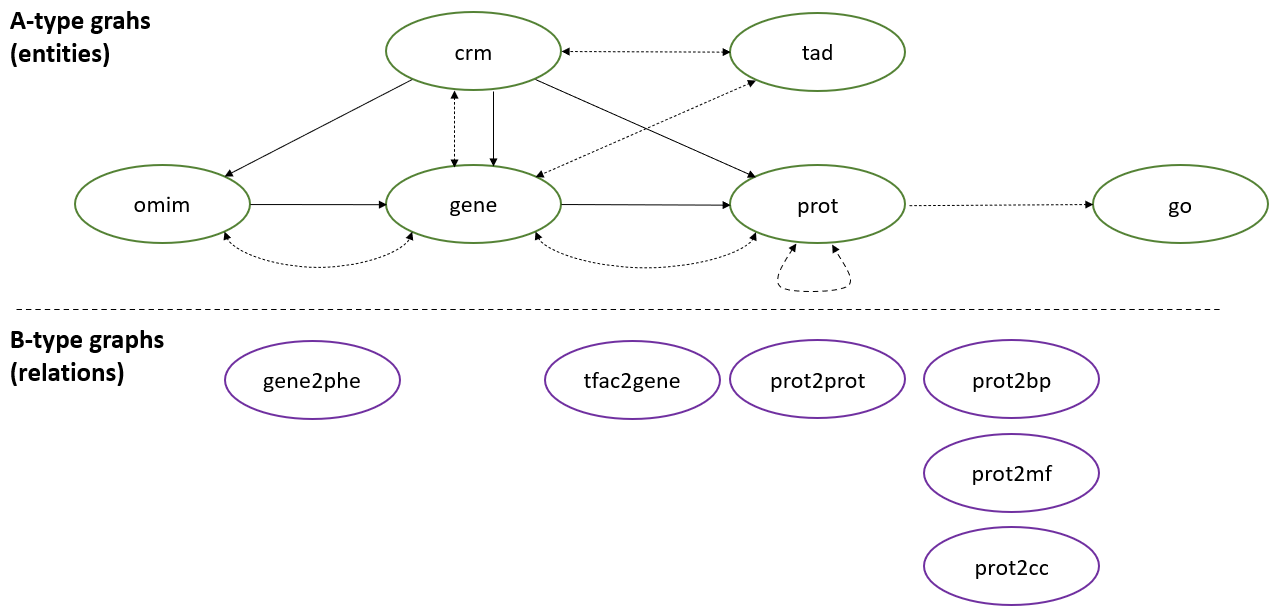 A-type grahs
(entities)
crm
tad
omim
gene
prot
go
B-type graphs
(relations)
gene2phe
tfac2gene
prot2prot
prot2bp
prot2mf
prot2cc